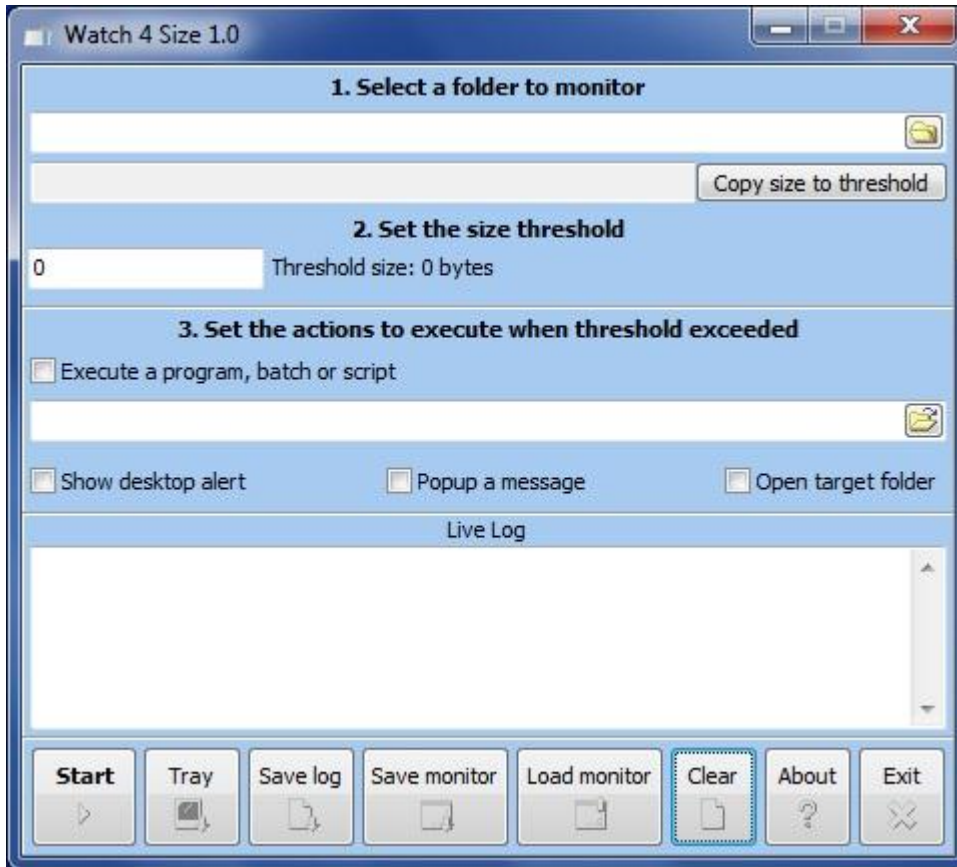 Watch 4 Size 1.0
1. Select a folder to monitor
Copy size to threshold
2. Set the size threshold
0 Threshold size: 0 bytes
3. Set the actions to execute when threshold exceeded
Execute a program, batch or script
Show desktop alert Popup a message Open target folder
Live Log
Start Tray Save log Save monitor Load monitor Clear About Exit